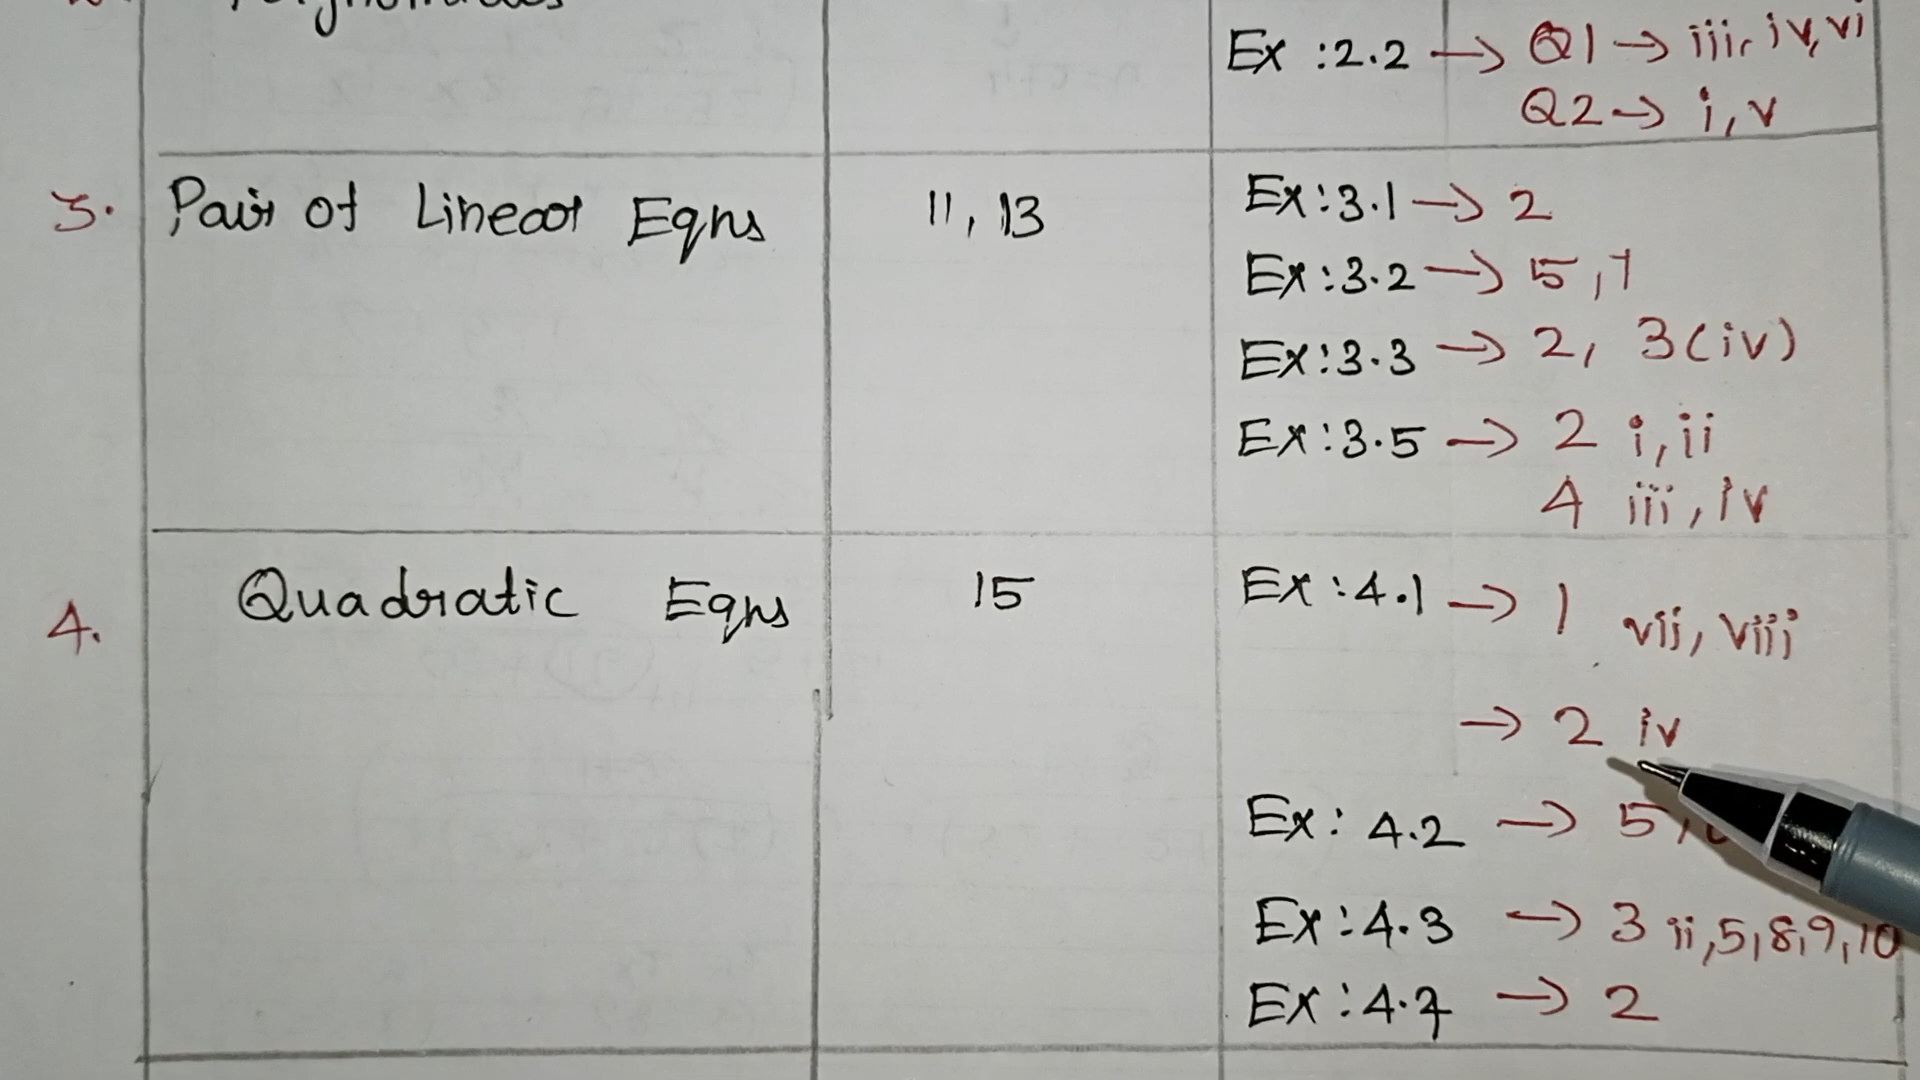 Ex :2.2 → Q1 → iii, iv, vi
Q2 → i, v
3. Pair of Linear Eqns 11, 13 Ex:3.1 → 2
Ex:3.2 → 5,7
Ex:3.3 → 2, 3(iv)
Ex:3.5 → 2 i, ii
4 iii, iv
4. Quadratic Eqns 15 Ex :4.1 → 1 vii, viii
→ 2 iv
Ex: 4.2 → 5,
Ex:4.3 → 3 ii,5,8,9,10
Ex:4.4 → 2